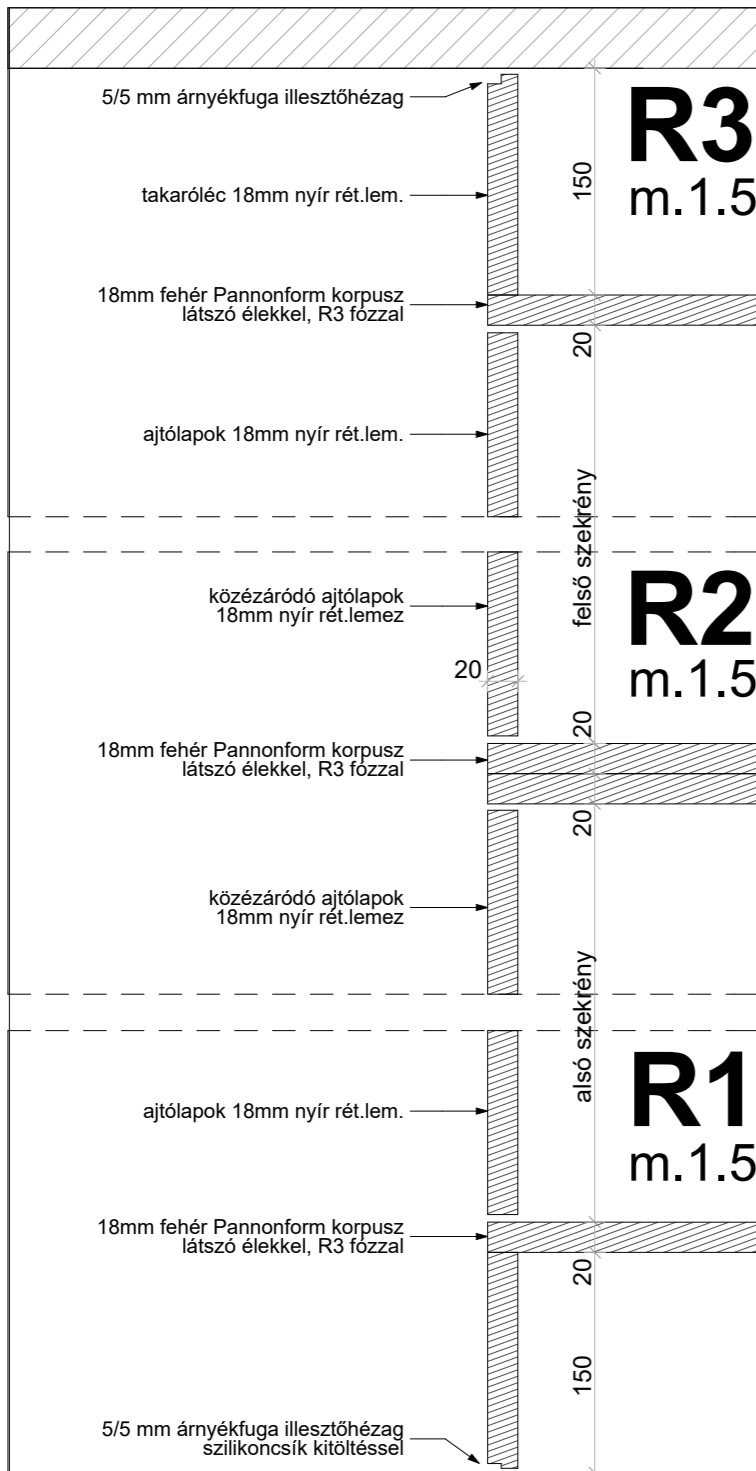 5/5 mm árnyékfuga illesztőhézag
R3
m.1.5
150
takaróléc 18mm nyír rét.lem.
18mm fehér Pannonform korpusz
látszó élekkel, R3 fózzal
20
ajtólapok 18mm nyír rét.lem.
felső szekrény
közézáródó ajtólapok
18mm nyír rét.lemez
R2
m.1.5
20
20
18mm fehér Pannonform korpusz
látszó élekkel, R3 fózzal
20
közézáródó ajtólapok
18mm nyír rét.lemez
alsó szekrény
ajtólapok 18mm nyír rét.lem.
R1
m.1.5
18mm fehér Pannonform korpusz
látszó élekkel, R3 fózzal
20
150
5/5 mm árnyékfuga illesztőhézag
szilikoncsík kitöltéssel